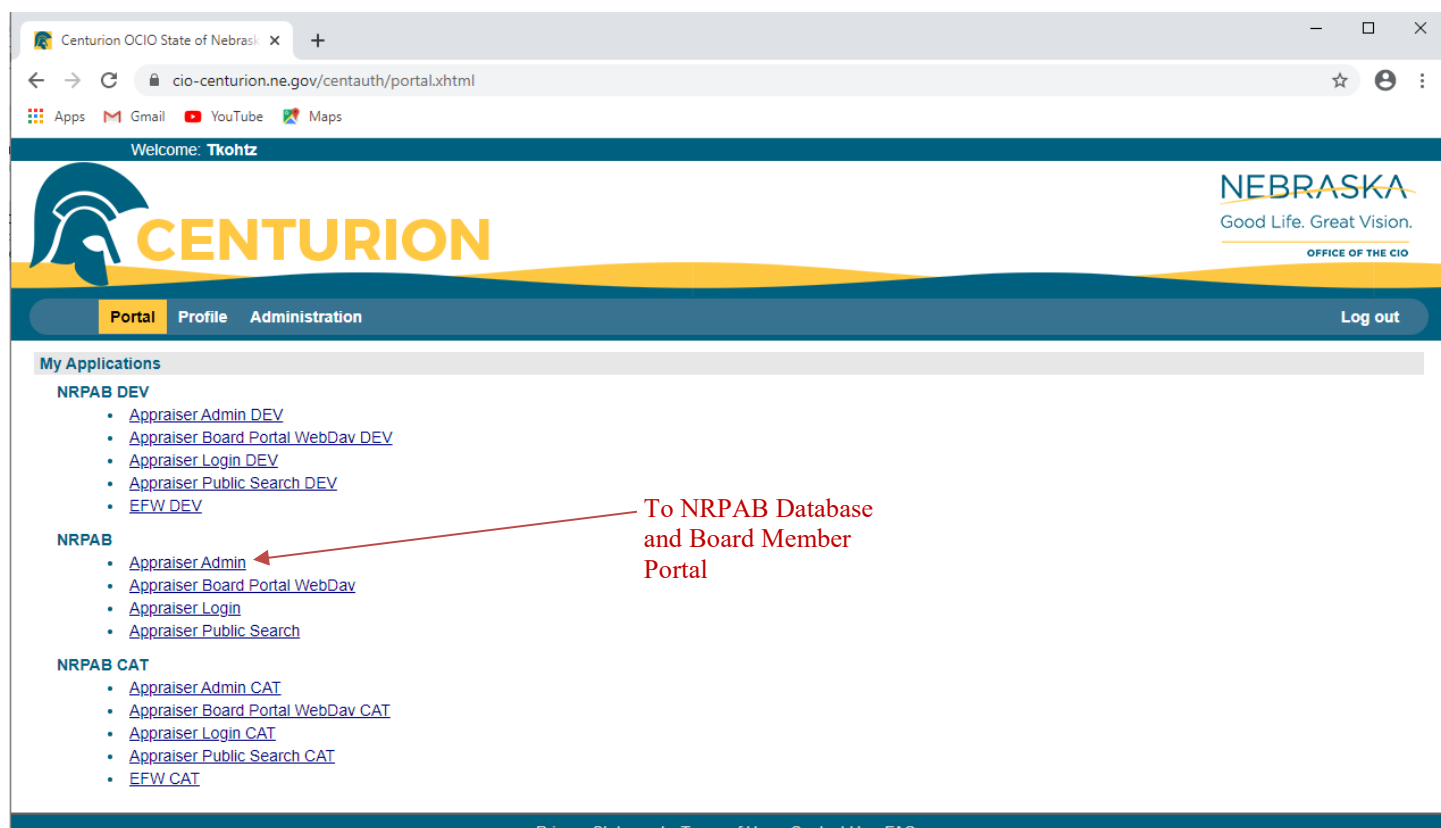 Centurion OCIO State of Nebrask
cio-centurion.ne.gov/centauth/portal.xhtml
Apps Gmail YouTube Maps
Welcome: Tkohtz
CENTURION
NEBRASKA
Good Life. Great Vision.
OFFICE OF THE CIO
Portal Profile Administration Log out
My Applications
NRPAB DEV
• Appraiser Admin DEV
• Appraiser Board Portal WebDav DEV
• Appraiser Login DEV
• Appraiser Public Search DEV
• EFW DEV
NRPAB
• Appraiser Admin
• Appraiser Board Portal WebDav
• Appraiser Login
• Appraiser Public Search
To NRPAB Database
and Board Member
Portal
NRPAB CAT
• Appraiser Admin CAT
• Appraiser Board Portal WebDav CAT
• Appraiser Login CAT
• Appraiser Public Search CAT
• EFW CAT